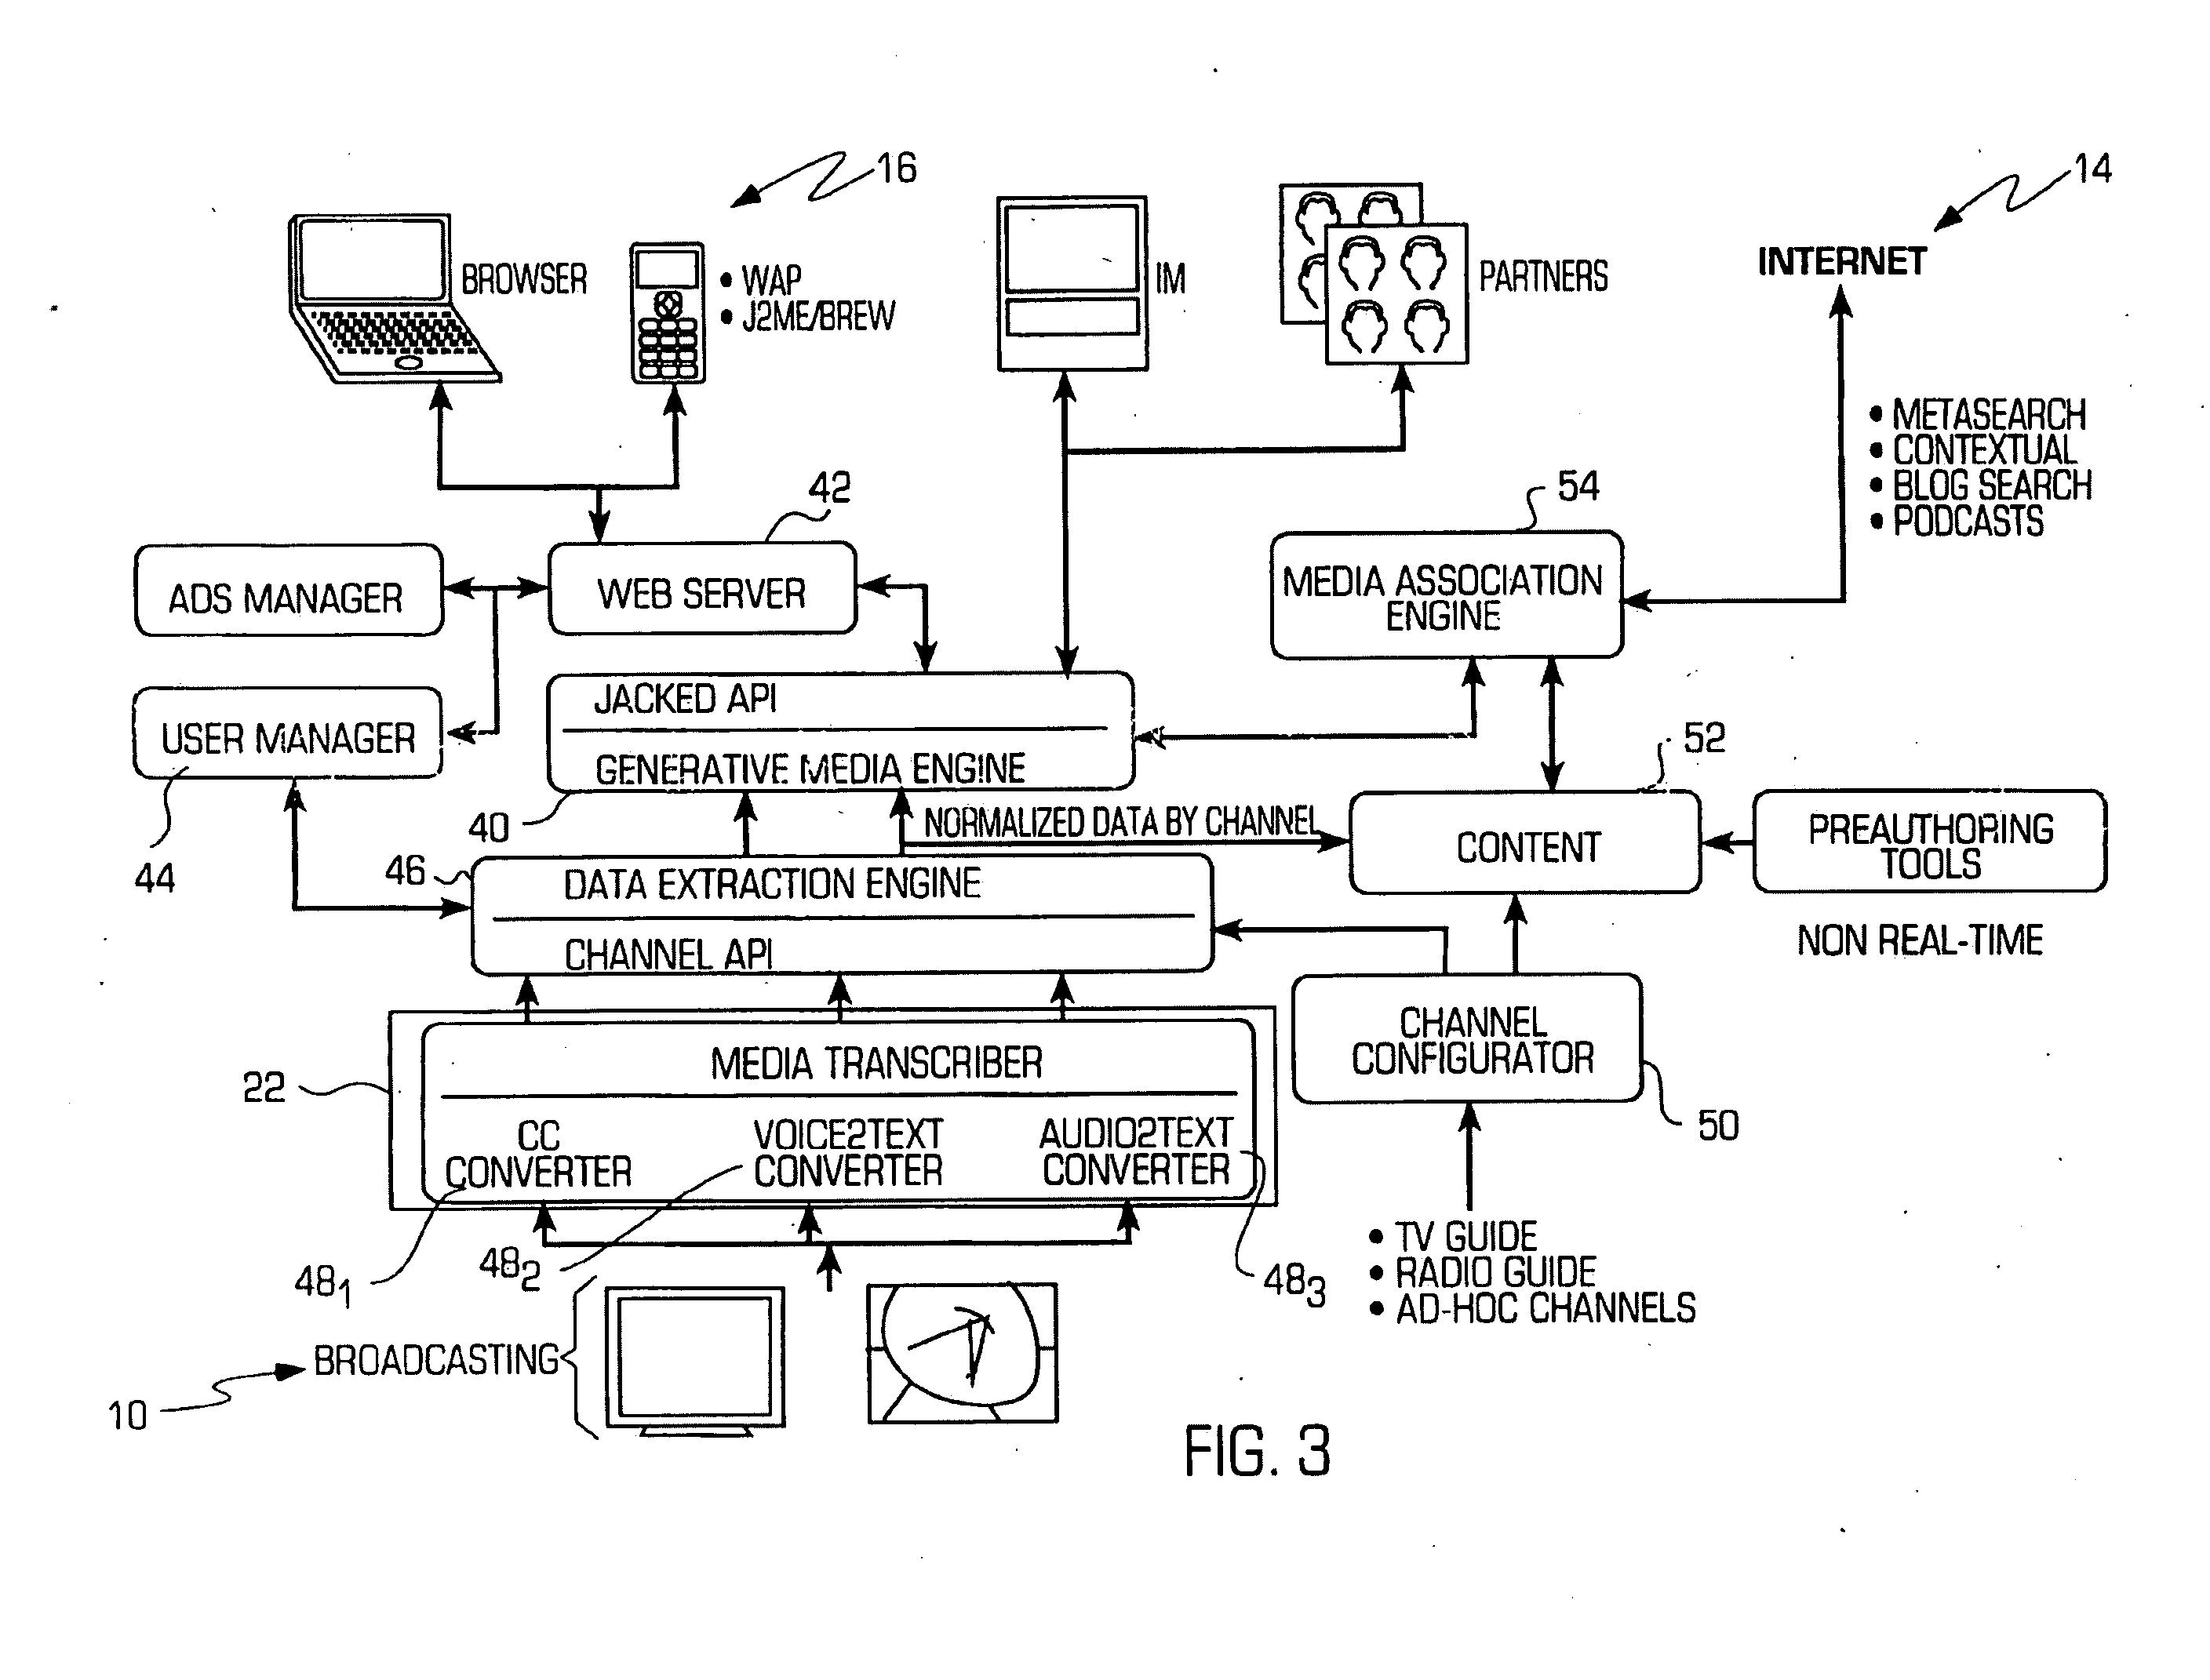 16
14
BROWSER
• WAP
• J2ME/BREW
IM
PARTNERS
INTERNET
• METASEARCH
• CONTEXTUAL
• BLOG SEARCH
• PODCASTS
42
54
ADS MANAGER
WEB SERVER
MEDIA ASSOCIATION
ENGINE
USER MANAGER
JACKED API
GENERATIVE MEDIA ENGINE
52
40
44
NORMALIZED DATA BY CHANNEL
CONTENT
PREAUTHORING
TOOLS
NON REAL-TIME
46
DATA EXTRACTION ENGINE
CHANNEL API
CHANNEL
CONFIGURATOR
50
22
MEDIA TRANSCRIBER
CC
CONVERTER
VOICE2TEXT
CONVERTER
AUDIO2TEXT
CONVERTER
48₁
48₂
48₃
• TV GUIDE
• RADIO GUIDE
• AD-HOC CHANNELS
BROADCASTING
10
FIG. 3